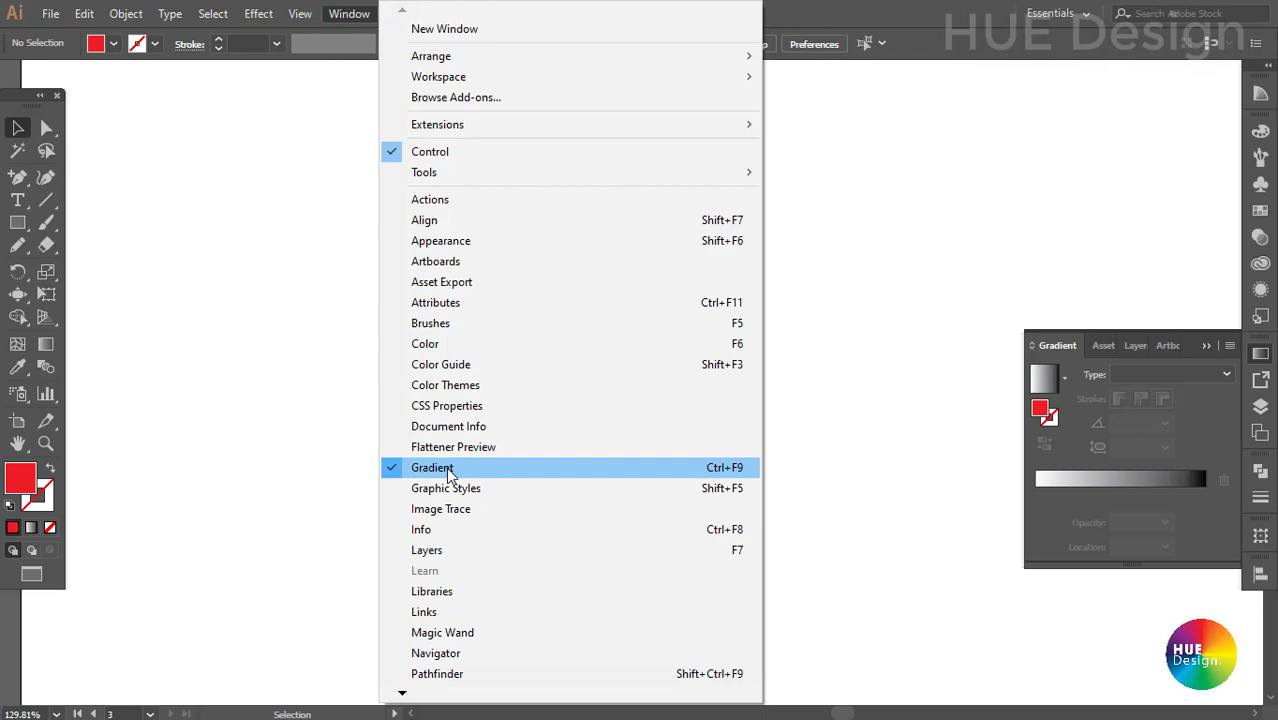 Ai File Edit Object Type Select Effect View Window
Essentials Search Adobe Stock
HUE Design
No Selection Stroke: Preferences
New Window
Arrange
Workspace
Browse Add-ons...
Extensions
Control
Tools
Actions
Align Shift+F7
Appearance Shift+F6
Artboards
Asset Export
Attributes Ctrl+F11
Brushes F5
Color F6
Color Guide Shift+F3
Color Themes
CSS Properties
Document Info
Flattener Preview
Gradient Ctrl+F9
Graphic Styles Shift+F5
Image Trace
Info Ctrl+F8
Layers F7
Learn
Libraries
Links
Magic Wand
Navigator
Pathfinder Shift+Ctrl+F9
Gradient Asset Layer Artbc
Type:
Stroke:
Opacity:
Location:
HUE
Design.
129.81% 3 Selection